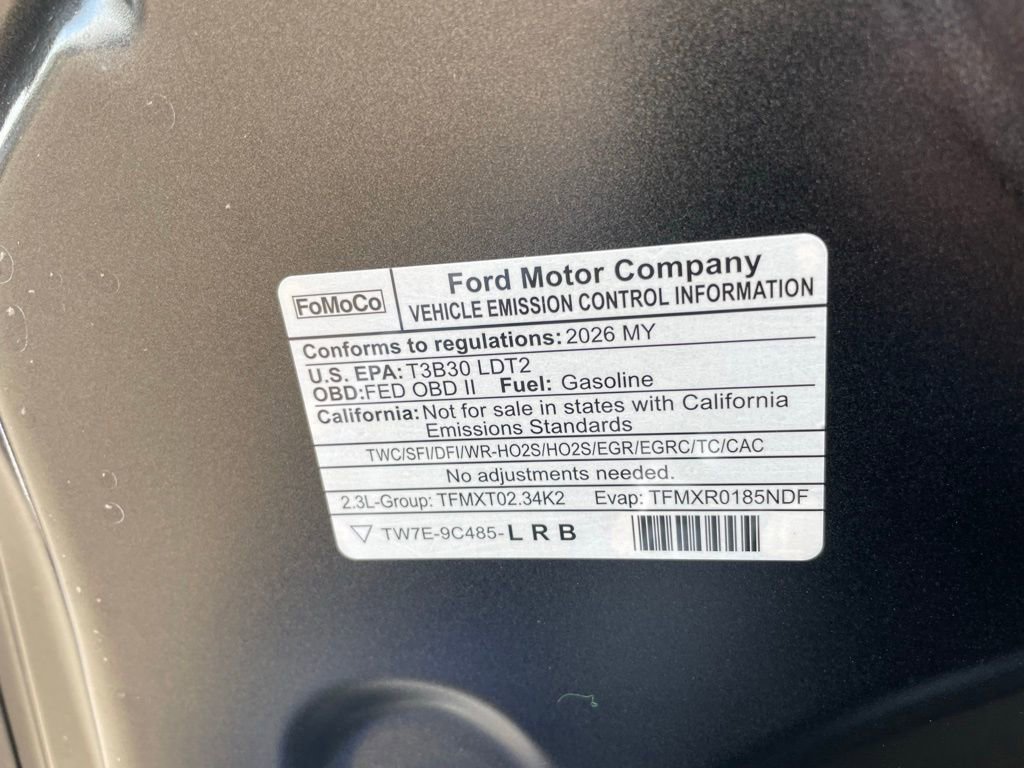 FoMoCo
Ford Motor Company
VEHICLE EMISSION CONTROL INFORMATION
Conforms to regulations: 2026 MY
U.S. EPA: T3B30 LDT2
OBD:FED OBD II Fuel: Gasoline
California: Not for sale in states with California
Emissions Standards
TWC/SFI/DFI/WR-HO2S/HO2S/EGR/EGRC/TC/CAC
No adjustments needed.
2.3L-Group: TFMXT02.34K2 Evap: TFMXR0185NDF
TW7E-9C485-L R B